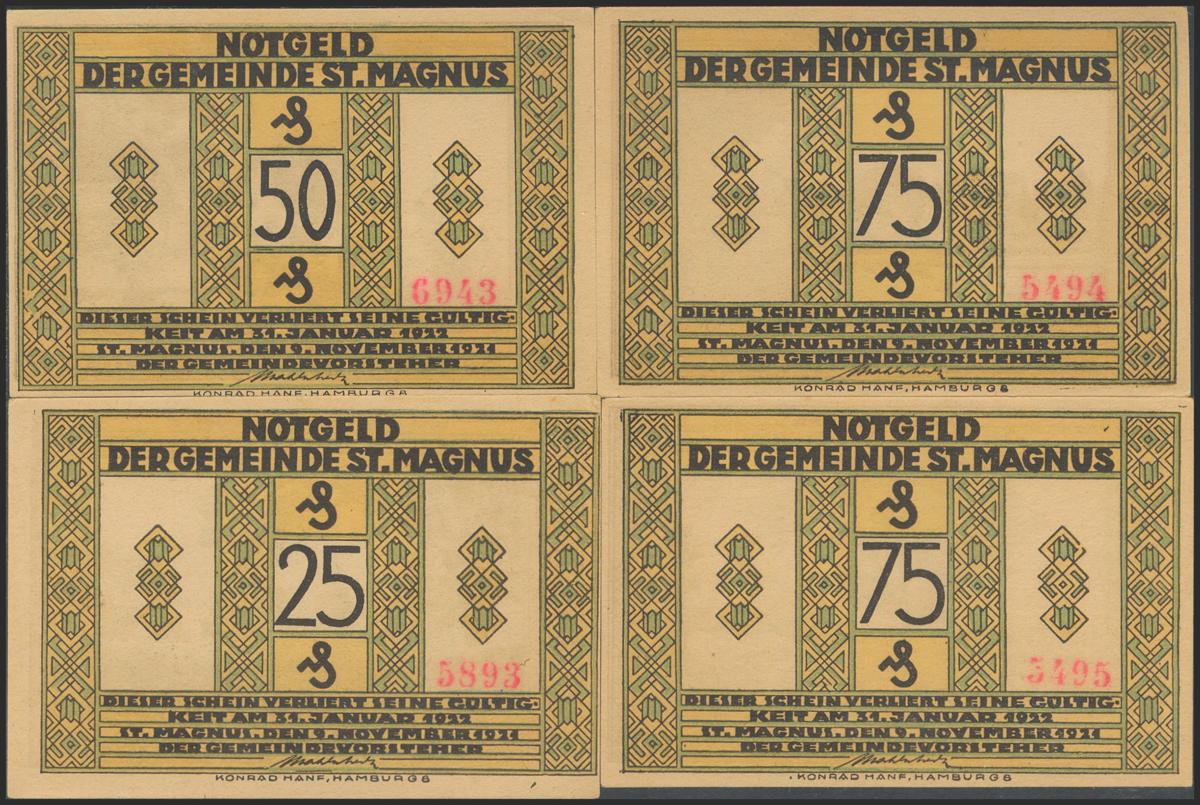 NOTGELD
DER GEMEINDE ST. MAGNUS
₰
50
₰
6943
DIESER SCHEIN VERLIERT SEINE GÜLTIG-
KEIT AM 31. JANUAR 1922
ST. MAGNUS, DEN 9. NOVEMBER 1921
DER GEMEINDEVORSTEHER
KONRAD HANF, HAMBURG 8
NOTGELD
DER GEMEINDE ST. MAGNUS
₰
75
₰
5494
DIESER SCHEIN VERLIERT SEINE GÜLTIG-
KEIT AM 31. JANUAR 1922
ST. MAGNUS, DEN 9. NOVEMBER 1921
DER GEMEINDEVORSTEHER
KONRAD HANF, HAMBURG 8
NOTGELD
DER GEMEINDE ST. MAGNUS
₰
25
₰
5893
DIESER SCHEIN VERLIERT SEINE GÜLTIG-
KEIT AM 31. JANUAR 1922
ST. MAGNUS, DEN 9. NOVEMBER 1921
DER GEMEINDEVORSTEHER
KONRAD HANF, HAMBURG 8
NOTGELD
DER GEMEINDE ST. MAGNUS
₰
75
₰
5495
DIESER SCHEIN VERLIERT SEINE GÜLTIG-
KEIT AM 31. JANUAR 1922
ST. MAGNUS, DEN 9. NOVEMBER 1921
DER GEMEINDEVORSTEHER
KONRAD HANF, HAMBURG 8